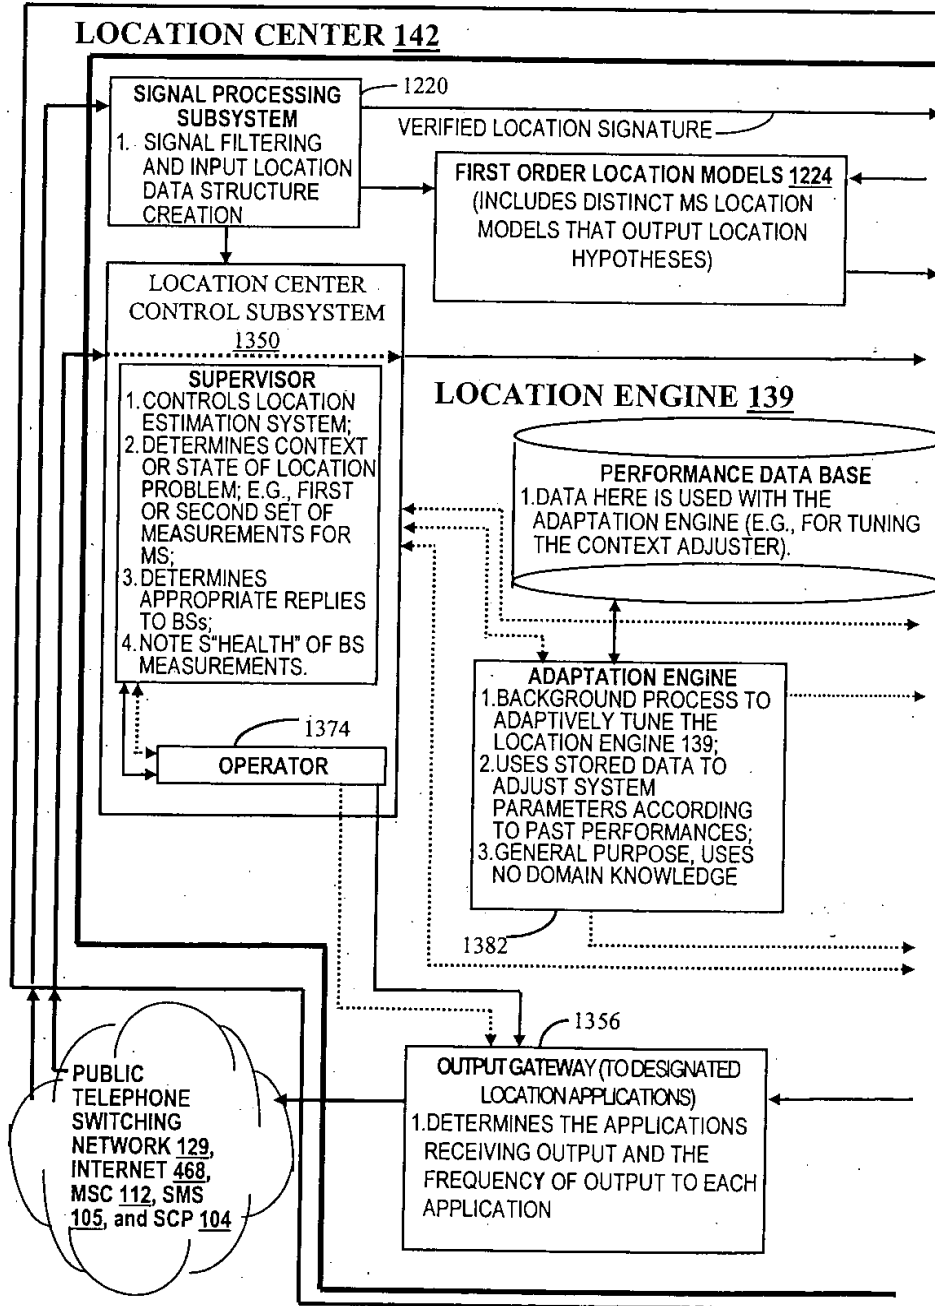 LOCATION CENTER 142
SIGNAL PROCESSING
SUBSYSTEM
1. SIGNAL FILTERING
AND INPUT LOCATION
DATA STRUCTURE
CREATION
1220
VERIFIED LOCATION SIGNATURE
FIRST ORDER LOCATION MODELS 1224
(INCLUDES DISTINCT MS LOCATION
MODELS THAT OUTPUT LOCATION
HYPOTHESES)
LOCATION CENTER
CONTROL SUBSYSTEM
1350
SUPERVISOR
1.CONTROLS LOCATION
ESTIMATION SYSTEM;
2.DETERMINES CONTEXT
OR STATE OF LOCATION
PROBLEM; E.G., FIRST
OR SECOND SET OF
MEASUREMENTS FOR
MS;
3.DETERMINES
APPROPRIATE REPLIES
TO BSs;
4.NOTE S"HEALTH" OF BS
MEASUREMENTS.
1374
OPERATOR
LOCATION ENGINE 139
PERFORMANCE DATA BASE
1.DATA HERE IS USED WITH THE
ADAPTATION ENGINE (E.G., FOR TUNING
THE CONTEXT ADJUSTER).
ADAPTATION ENGINE
1.BACKGROUND PROCESS TO
ADAPTIVELY TUNE THE
LOCATION ENGINE 139;
2.USES STORED DATA TO
ADJUST SYSTEM
PARAMETERS ACCORDING
TO PAST PERFORMANCES;
3.GENERAL PURPOSE, USES
NO DOMAIN KNOWLEDGE
1382
1356
OUTPUT GATEWAY (TO DESIGNATED
LOCATION APPLICATIONS)
1.DETERMINES THE APPLICATIONS
RECEIVING OUTPUT AND THE
FREQUENCY OF OUTPUT TO EACH
APPLICATION
PUBLIC
TELEPHONE
SWITCHING
NETWORK 129,
INTERNET 468,
MSC 112, SMS
105, and SCP 104